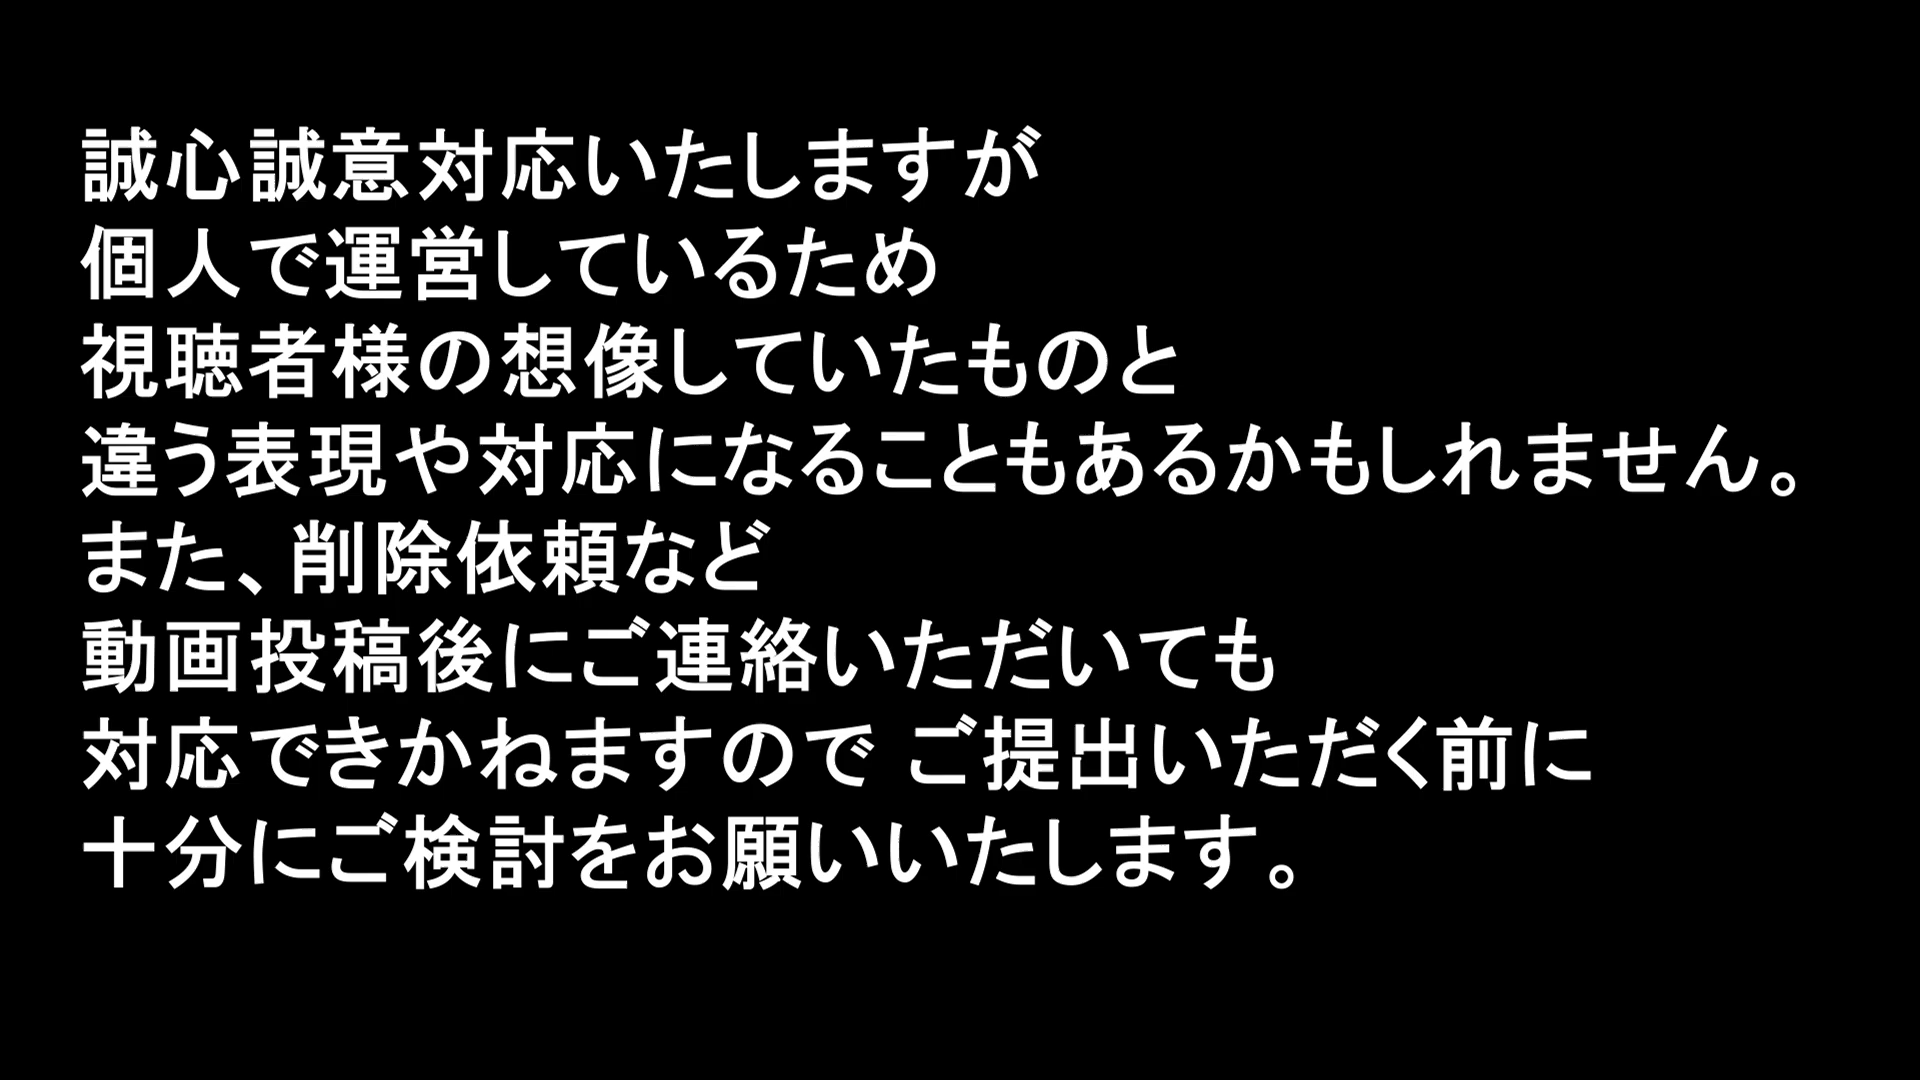 誠心誠意対応いたしますが
個人で運営しているため
視聴者様の想像していたものと
違う表現や対応になることもあるかもしれません。
また、削除依頼など
動画投稿後にご連絡いただいても
対応できかねますので ご提出いただく前に
十分にご検討をお願いいたします。